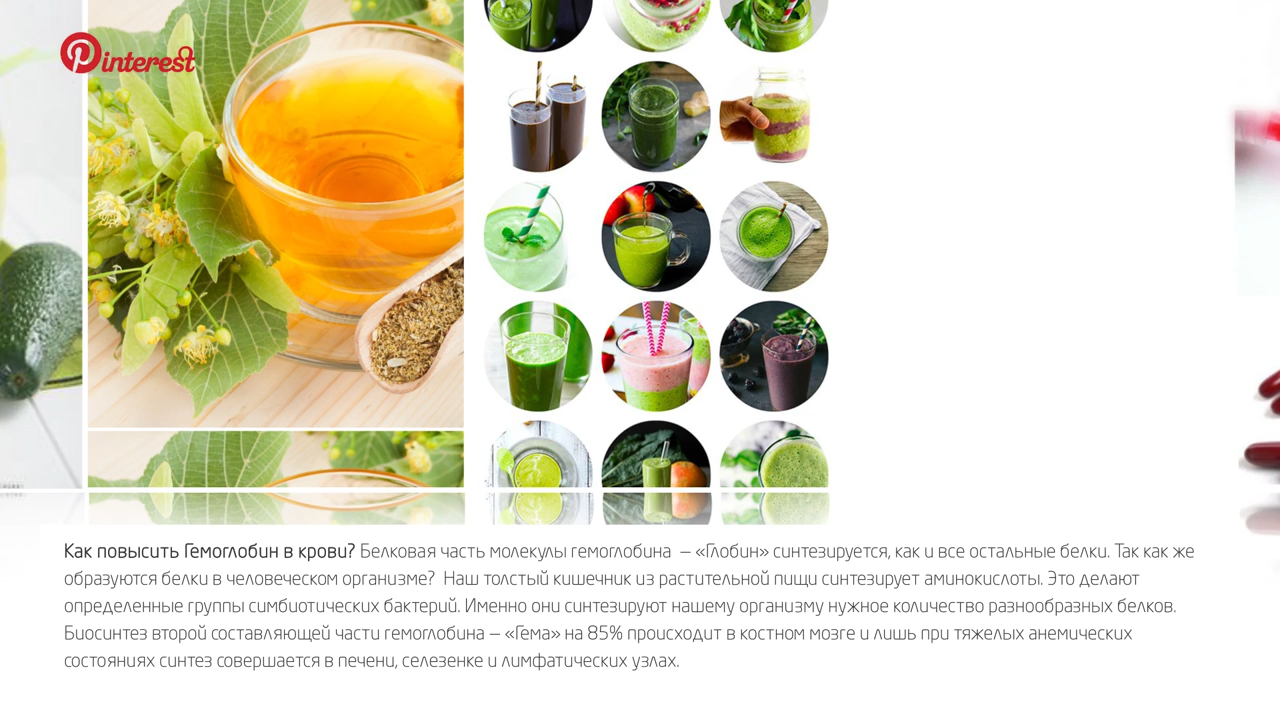 Pinterest
Как повысить Гемоглобин в крови? Белковая часть молекулы гемоглобина – «Глобин» синтезируется, как и все остальные белки. Так как же
образуются белки в человеческом организме? Наш толстый кишечник из растительной пищи синтезирует аминокислоты. Это делают
определенные группы симбиотических бактерий. Именно они синтезируют нашему организму нужное количество разнообразных белков.
Биосинтез второй составляющей части гемоглобина – «Гема» на 85% происходит в костном мозге и лишь при тяжелых анемических
состояниях синтез совершается в печени, селезенке и лимфатических узлах.